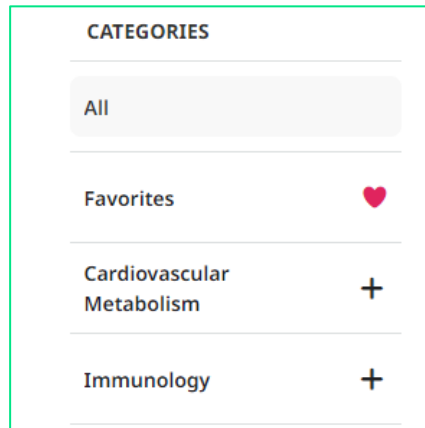 CATEGORIES
All
Favorites
Cardiovascular
Metabolism
Immunology